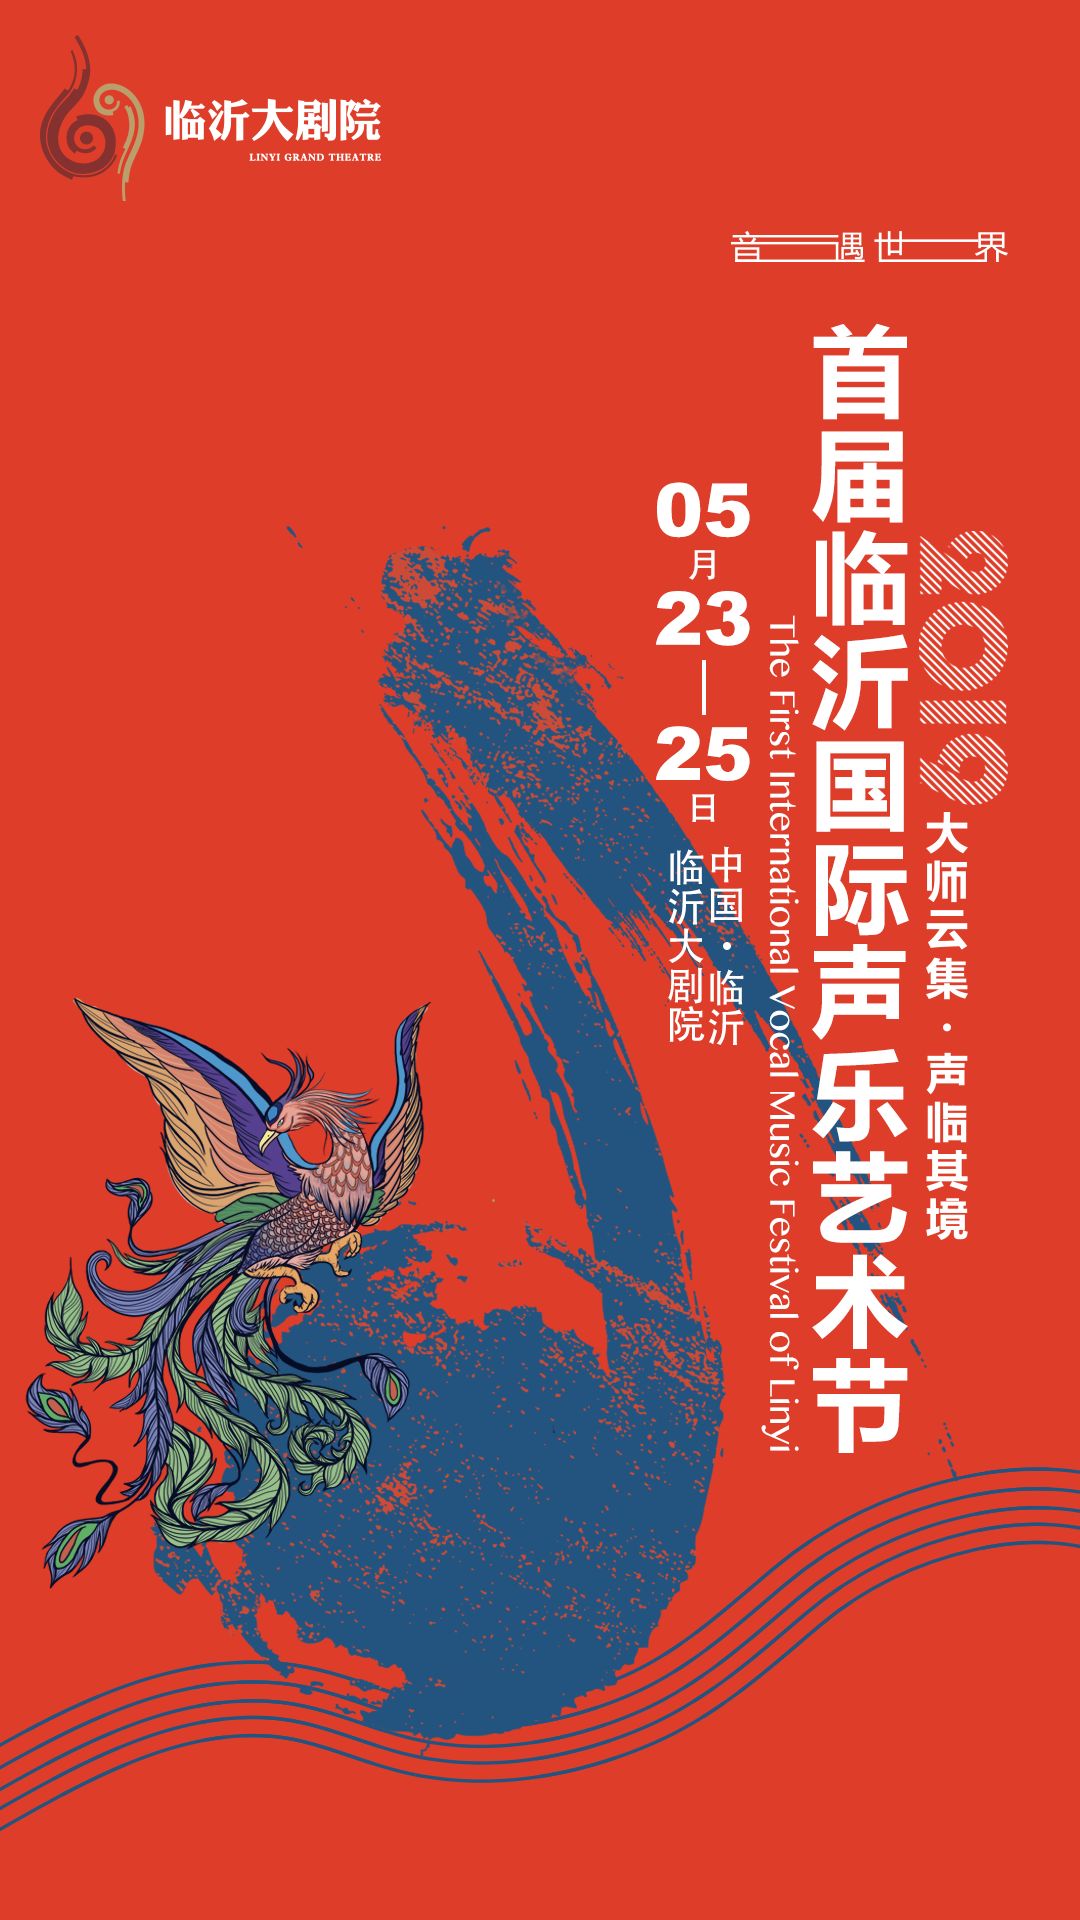 临沂大剧院
LINYI GRAND THEATRE
音偶世界
2019
大师云集·声临其境
首届临沂国际声乐艺术节
The First International Vocal Music Festival of Linyi
05
月
23
—
25
日
中国·临沂
临沂大剧院